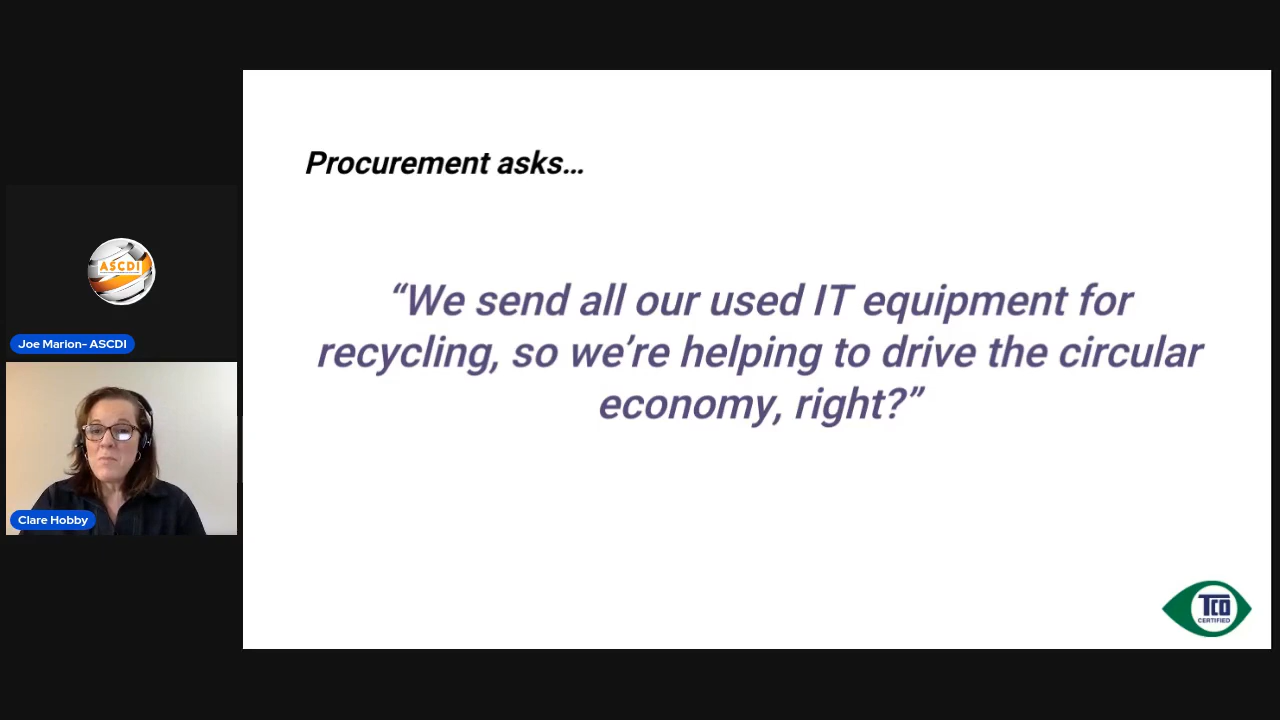 Procurement asks…
“We send all our used IT equipment for
recycling, so we’re helping to drive the circular
economy, right?”
ASCDI
Joe Marion- ASCDI
Clare Hobby
TCO
CERTIFIED